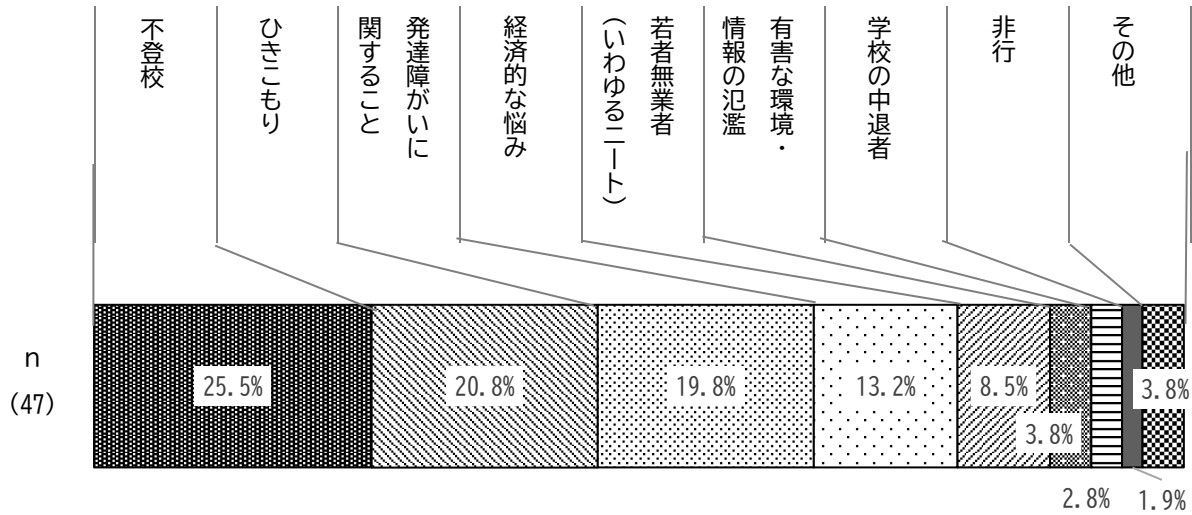 不登校
ひきこもり
発達障がいに
関すること
経済的な悩み
若者無業者
(いわゆるニート)
有害な環境・
情報の氾濫
学校の中退者
非行
その他
n
(47)
25.5%
20.8%
19.8%
13.2%
8.5%
3.8%
2.8%
1.9%
3.8%